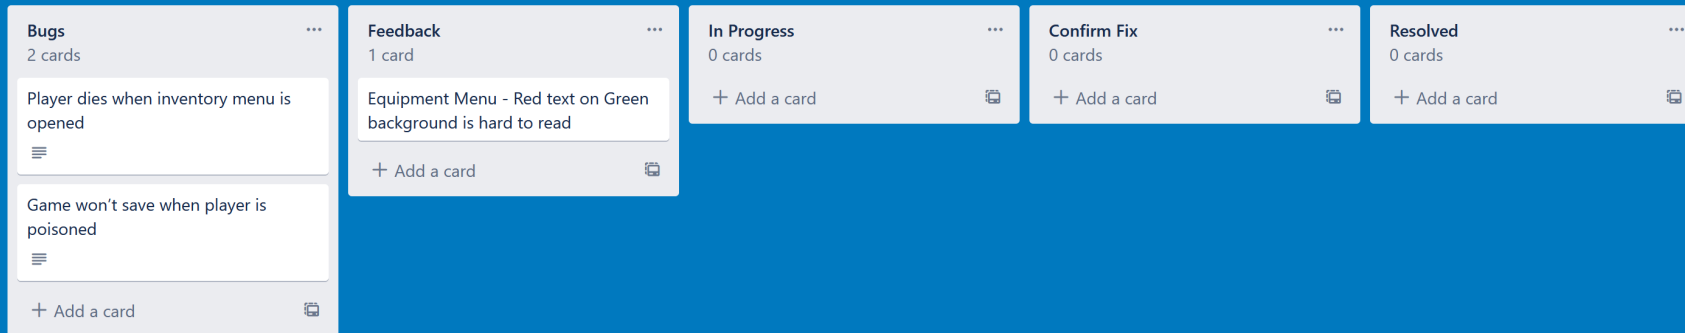 Bugs
2 cards
Player dies when inventory menu is
opened
Game won’t save when player is
poisoned
+ Add a card
Feedback
1 card
Equipment Menu - Red text on Green
background is hard to read
+ Add a card
In Progress
0 cards
+ Add a card
Confirm Fix
0 cards
+ Add a card
Resolved
0 cards
+ Add a card